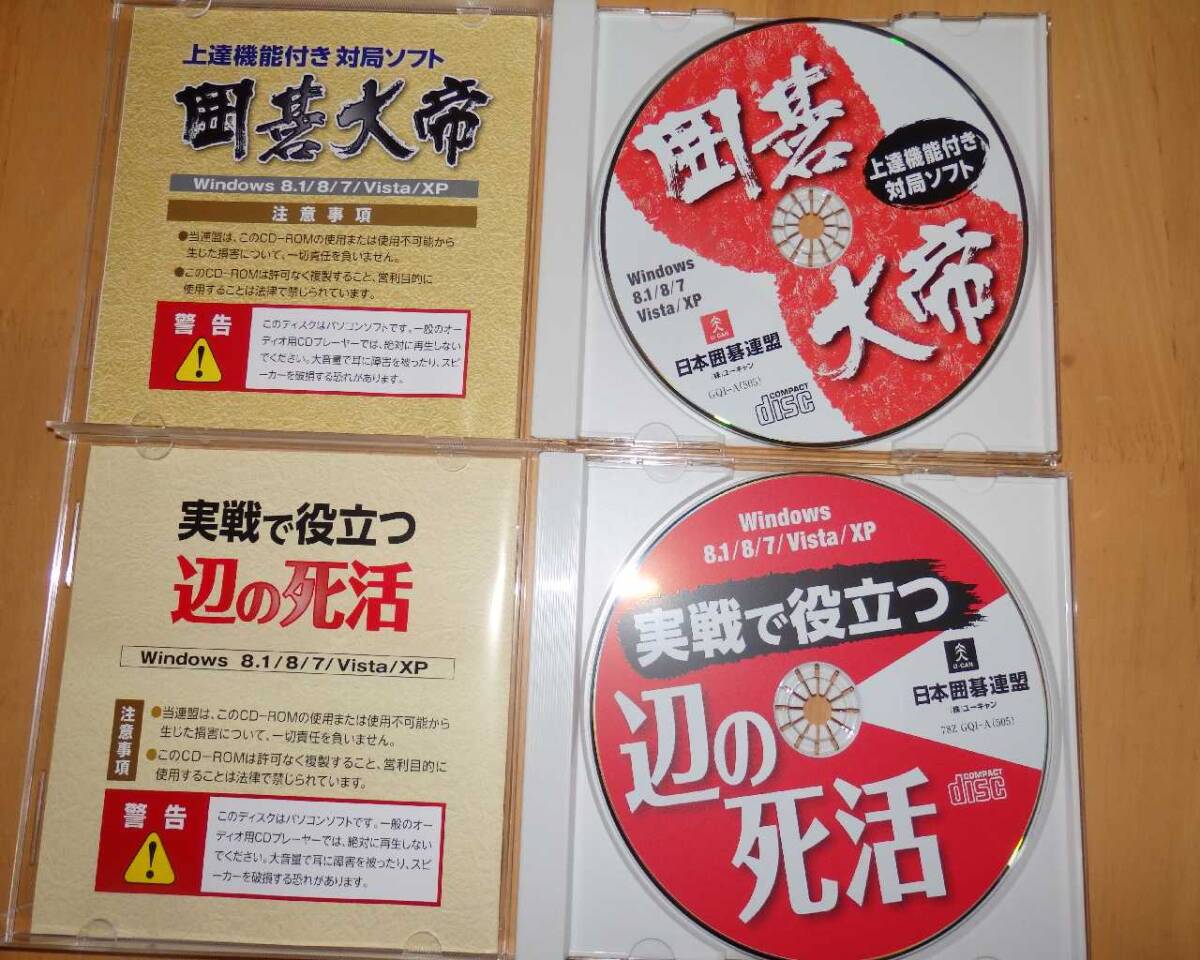 上達機能付き 対局ソフト
囲碁大帝
Windows 8.1/8/7/Vista/XP
注意事項
●当連盟は、このCD-ROMの使用または使用不可能から
生じた損害について、一切責任を負いません。
●このCD-ROMは許可なく複製すること、営利目的に
使用することは法律で禁じられています。
警告
このディスクはパソコンソフトです。一般のオー
ディオ用CDプレーヤーでは、絶対に再生しない
でください。大音量で耳に障害を被ったり、スピ
ーカーを破損する恐れがあります。
囲碁
大帝
上達機能付き
対局ソフト
Windows
8.1/8/7
Vista/XP
U-CAN
日本囲碁連盟
(株)ユーキャン
GQ1-A(505)
COMPACT
disc
実戦で役立つ
辺の死活
Windows 8.1/8/7/Vista/XP
注意事項
●当連盟は、このCD-ROMの使用または使用不可能から
生じた損害について、一切責任を負いません。
●このCD-ROMは許可なく複製すること、営利目的に
使用することは法律で禁じられています。
警告
このディスクはパソコンソフトです。一般のオー
ディオ用CDプレーヤーでは、絶対に再生しない
でください。大音量で耳に障害を被ったり、スピ
ーカーを破損する恐れがあります。
Windows
8.1/8/7/Vista/XP
実戦で役立つ
辺の
死活
U-CAN
日本囲碁連盟
(株)ユーキャン
78Z GQ1-A(505)
COMPACT
disc